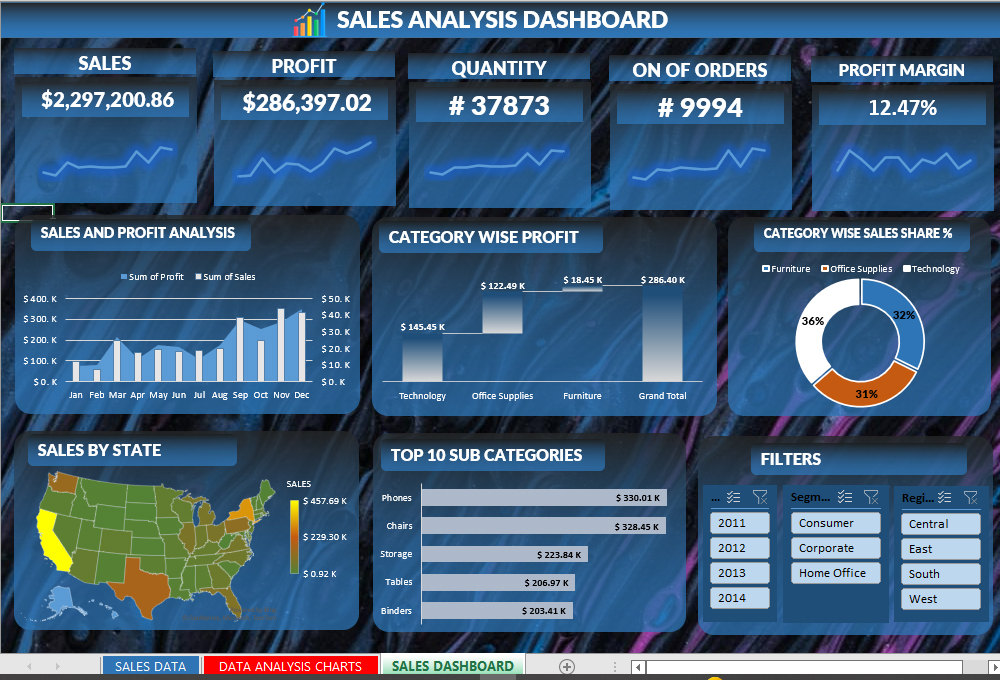 SALES ANALYSIS DASHBOARD
SALES
$2,297,200.86
PROFIT
$286,397.02
QUANTITY
# 37873
ON OF ORDERS
# 9994
PROFIT MARGIN
12.47%
SALES AND PROFIT ANALYSIS
Sum of Profit Sum of Sales
$ 400. K
$ 300. K
$ 200. K
$ 100. K
$ 0. K
$ 50. K
$ 40. K
$ 30. K
$ 20. K
$ 10. K
$ 0. K
Jan Feb Mar Apr May Jun Jul Aug Sep Oct Nov Dec
CATEGORY WISE PROFIT
$ 145.45 K
$ 122.49 K
$ 18.45 K
$ 286.40 K
Technology Office Supplies Furniture Grand Total
CATEGORY WISE SALES SHARE %
Furniture Office Supplies Technology
36%
32%
31%
SALES BY STATE
SALES
$ 457.69 K
$ 229.30 K
$ 0.92 K
TOP 10 SUB CATEGORIES
Phones $ 330.01 K
Chairs $ 328.45 K
Storage $ 223.84 K
Tables $ 206.97 K
Binders $ 203.41 K
FILTERS
...
2011
2012
2013
2014
Segm...
Consumer
Corporate
Home Office
Regi...
Central
East
South
West
SALES DATA DATA ANALYSIS CHARTS SALES DASHBOARD